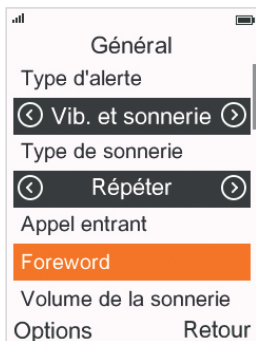 Général
Type d'alerte
Vib. et sonnerie
Type de sonnerie
Répéter
Appel entrant
Foreword
Volume de la sonnerie
Options Retour